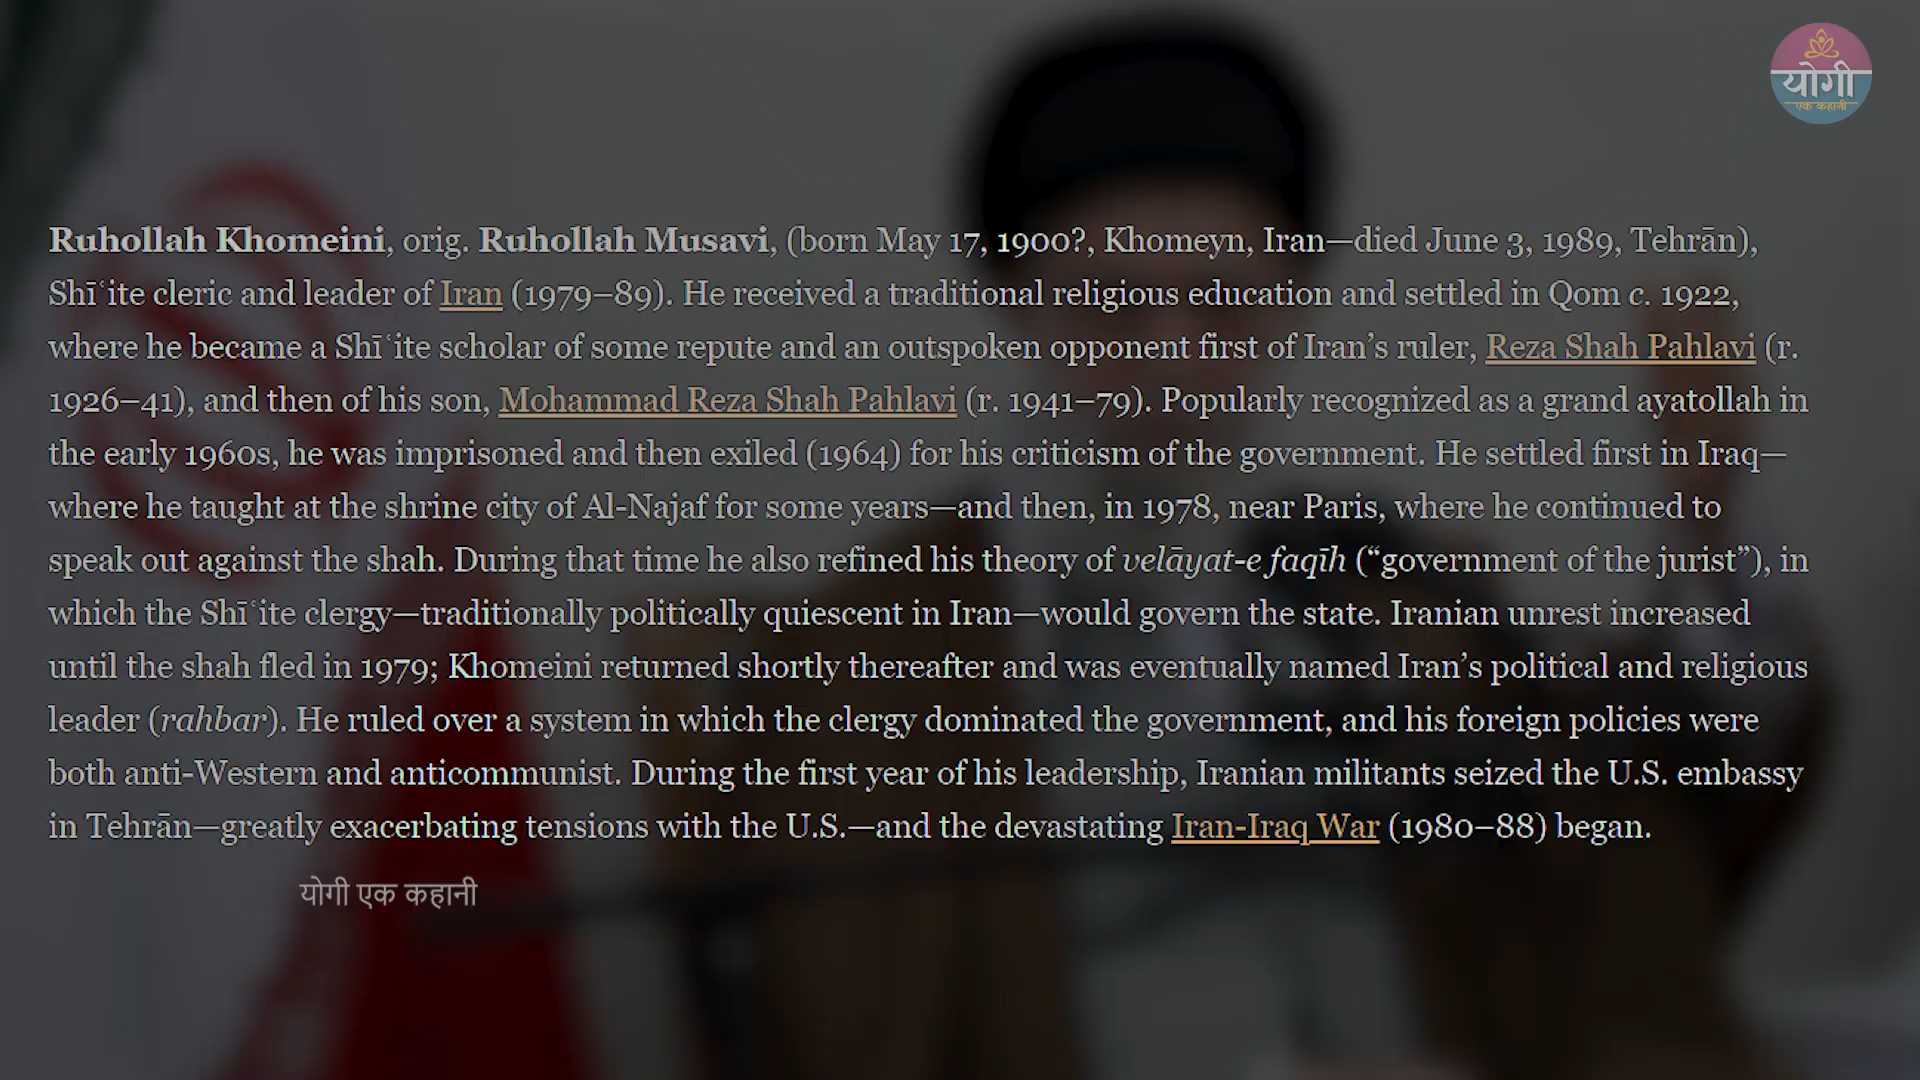 योगी
एक कहानी
Ruhollah Khomeini, orig. Ruhollah Musavi, (born May 17, 1900?, Khomeyn, Iran—died June 3, 1989, Tehrān),
Shīʿite cleric and leader of Iran (1979–89). He received a traditional religious education and settled in Qom c. 1922,
where he became a Shīʿite scholar of some repute and an outspoken opponent first of Iran’s ruler, Reza Shah Pahlavi (r.
1926–41), and then of his son, Mohammad Reza Shah Pahlavi (r. 1941–79). Popularly recognized as a grand ayatollah in
the early 1960s, he was imprisoned and then exiled (1964) for his criticism of the government. He settled first in Iraq—
where he taught at the shrine city of Al-Najaf for some years—and then, in 1978, near Paris, where he continued to
speak out against the shah. During that time he also refined his theory of velāyat-e faqīh (“government of the jurist”), in
which the Shīʿite clergy—traditionally politically quiescent in Iran—would govern the state. Iranian unrest increased
until the shah fled in 1979; Khomeini returned shortly thereafter and was eventually named Iran’s political and religious
leader (rahbar). He ruled over a system in which the clergy dominated the government, and his foreign policies were
both anti-Western and anticommunist. During the first year of his leadership, Iranian militants seized the U.S. embassy
in Tehrān—greatly exacerbating tensions with the U.S.—and the devastating Iran-Iraq War (1980–88) began.
योगी एक कहानी